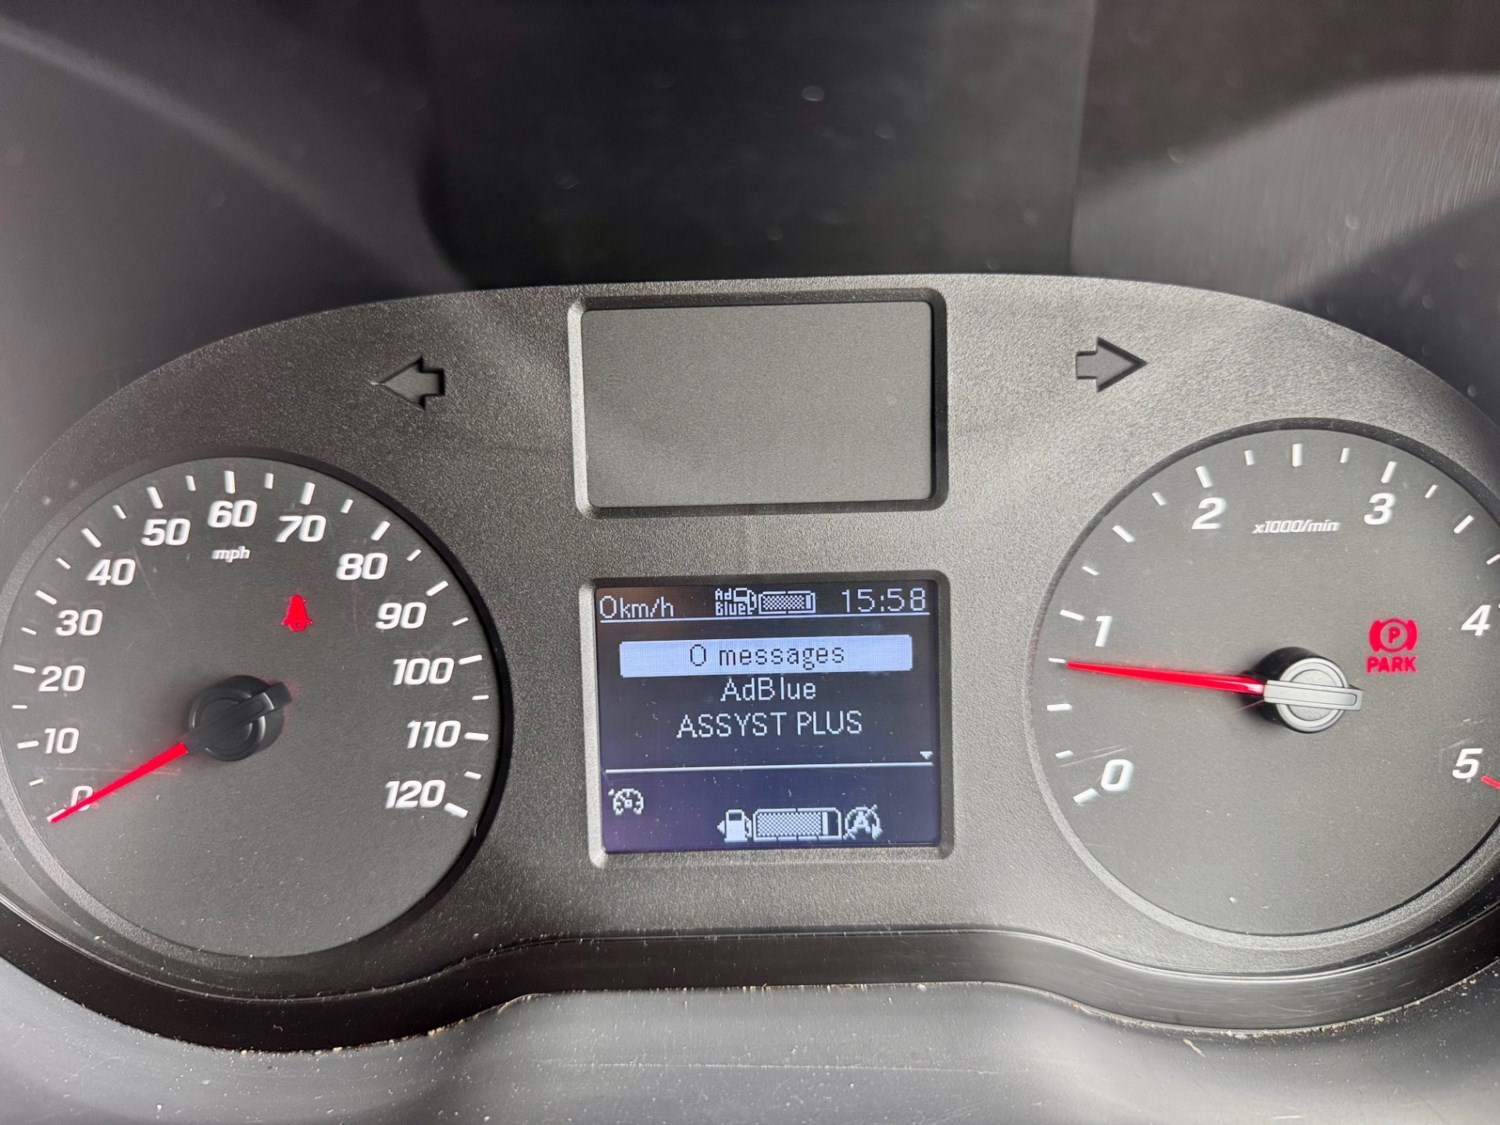 0 10 20 30 40 50 60 70 80 90 100 110 120
mph
0km/h Ad Blue 15:58
0 messages
AdBlue
ASSYST PLUS
A
0 1 2 3 4 5
x1000/min
P
PARK